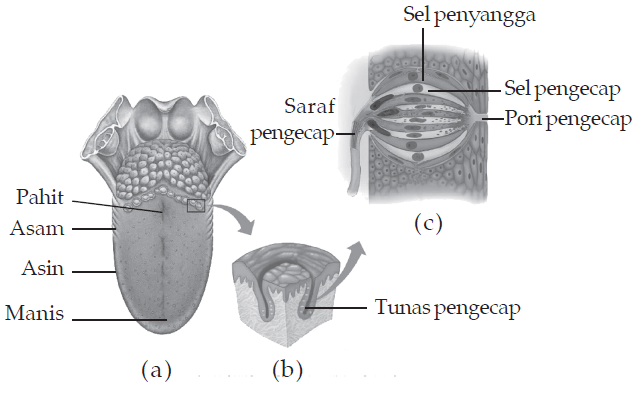 Sel penyangga
Sel pengecap
Saraf
pengecap
Pori pengecap
(c)
Pahit
Asam
Asin
Manis
Tunas pengecap
(a)
(b)